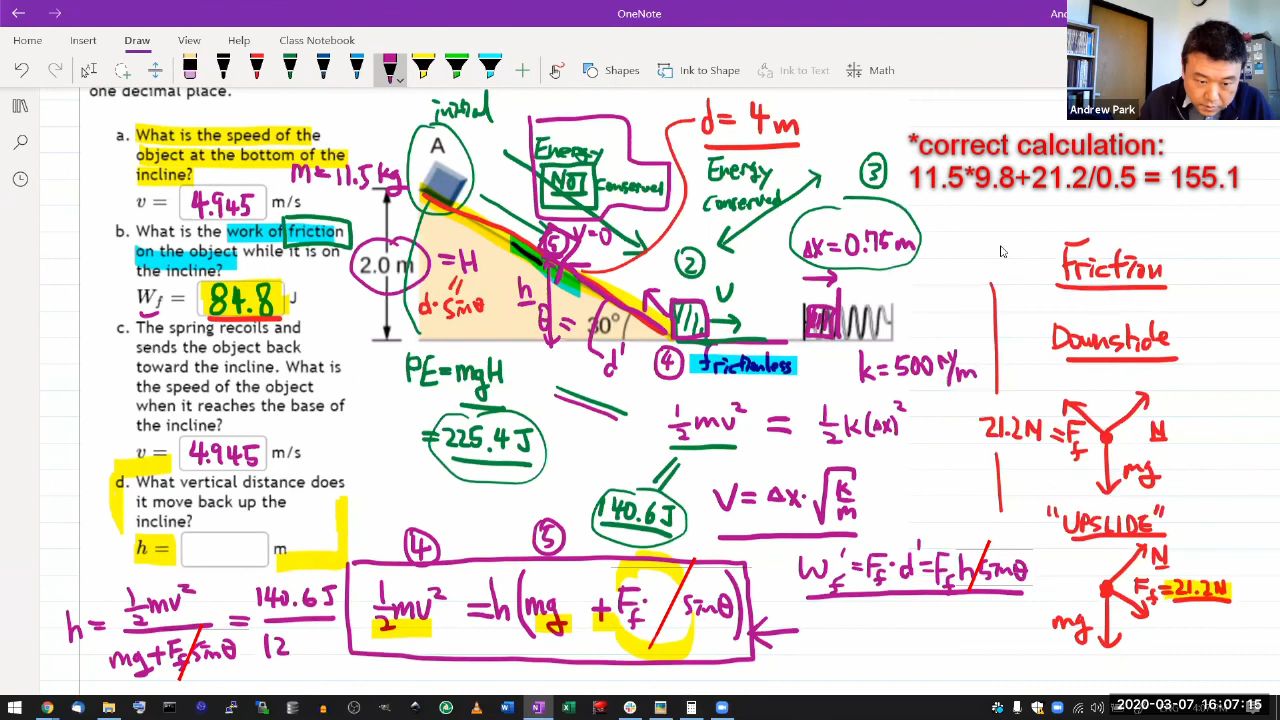 OneNote
And
Home Insert Draw View Help Class Notebook
Shapes Ink to Shape Ink to Text Math
Andrew Park
one decimal place.
a. What is the speed of the
object at the bottom of the
incline?
v = 4.945 m/s
b. What is the work of friction
on the object while it is on
the incline?
Wf = 84.8 J
c. The spring recoils and
sends the object back
toward the incline. What is
the speed of the object
when it reaches the base of
the incline?
v = 4.945 m/s
d. What vertical distance does
it move back up the
incline?
h = m
initial
A
M = 11.5 kg
2.0 m = H
d·sinθ
Energy
NOT
Conserved
⑤ V=0
h
θ = 30°
d'
d = 4m
Energy
Conserved
②
V
④ frictionless
③
Δx = 0.75m
k = 500 N/m
*correct calculation:
11.5*9.8+21.2/0.5 = 155.1
Friction
Downslide
21.2N = Ff
N
mg
"UPSLIDE"
N
Ff = 21.2N
mg
PE = mgH
= 225.4 J
½mv² = ½k(Δx)²
140.6 J
V = Δx·√k/m
Wf' = Ff·d' = Ff h/sinθ
④ ⑤
½mv² = h(mg + Ff·/sinθ)
h = ½mv² / mg+Ff/sinθ = 140.6 J / 12
2020-03-07 16:07:15